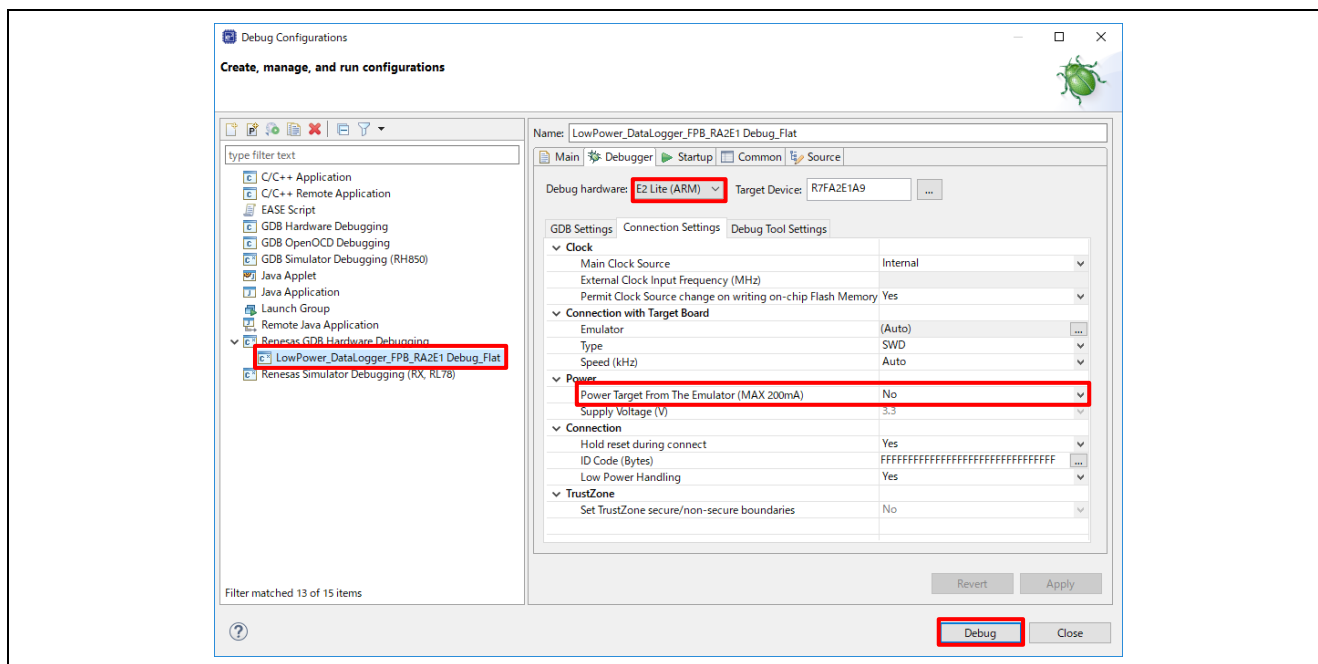 Debug Configurations
Create, manage, and run configurations
type filter text
C/C++ Application
C/C++ Remote Application
EASE Script
GDB Hardware Debugging
GDB OpenOCD Debugging
GDB Simulator Debugging (RH850)
Java Applet
Java Application
Launch Group
Remote Java Application
Renesas GDB Hardware Debugging
LowPower_DataLogger_FPB_RA2E1 Debug_Flat
Renesas Simulator Debugging (RX, RL78)
Filter matched 13 of 15 items
Name: LowPower_DataLogger_FPB_RA2E1 Debug_Flat
Main Debugger Startup Common Source
Debug hardware: E2 Lite (ARM) Target Device: R7FA2E1A9 ...
GDB Settings Connection Settings Debug Tool Settings
Clock
Main Clock Source Internal
External Clock Input Frequency (MHz)
Permit Clock Source change on writing on-chip Flash Memory Yes
Connection with Target Board
Emulator (Auto) ...
Type SWD
Speed (kHz) Auto
Power
Power Target From The Emulator (MAX 200mA) No
Supply Voltage (V) 3.3
Connection
Hold reset during connect Yes
ID Code (Bytes) FFFFFFFFFFFFFFFFFFFFFFFFFFFFFFFF ...
Low Power Handling Yes
TrustZone
Set TrustZone secure/non-secure boundaries No
Revert Apply
? Debug Close